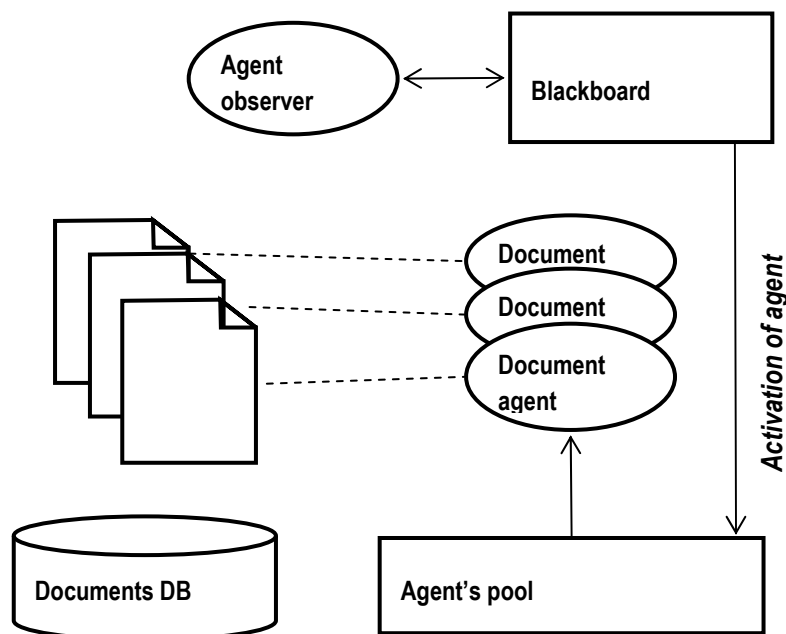 Agent
observer
Blackboard
Document
Document
Document
agent
Activation of agent
Documents DB
Agent’s pool